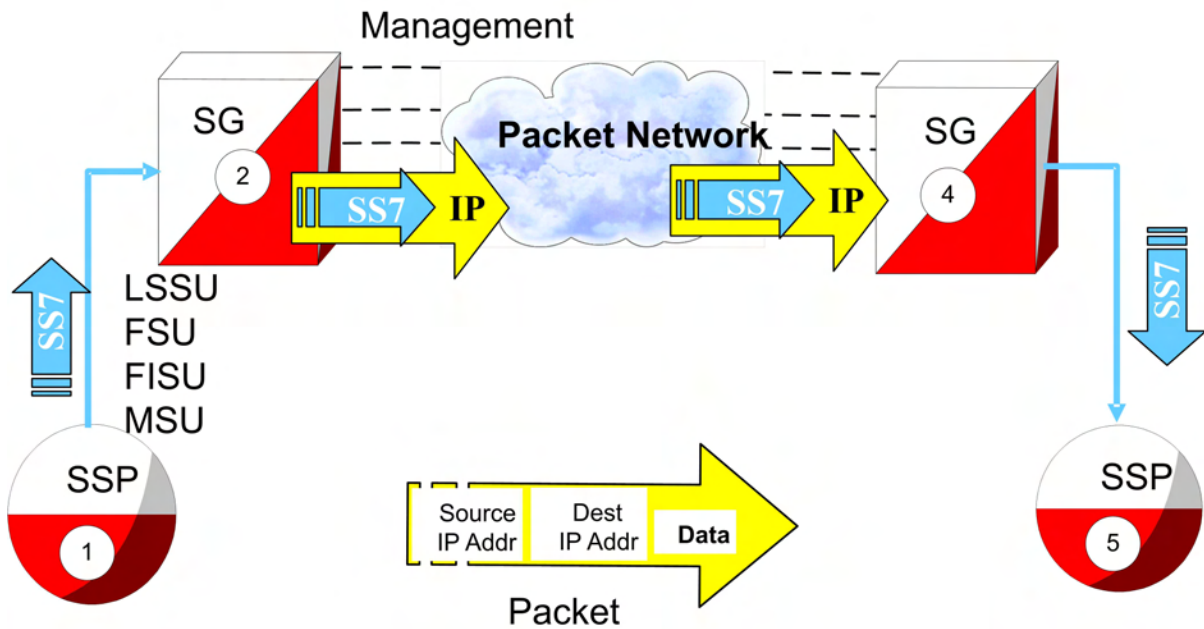 Management
SG
2
Packet Network
SG
4
SS7
IP
SS7
IP
SS7
LSSU
FSU
FISU
MSU
SS7
SSP
1
SSP
5
Source
IP Addr
Dest
IP Addr
Data
Packet